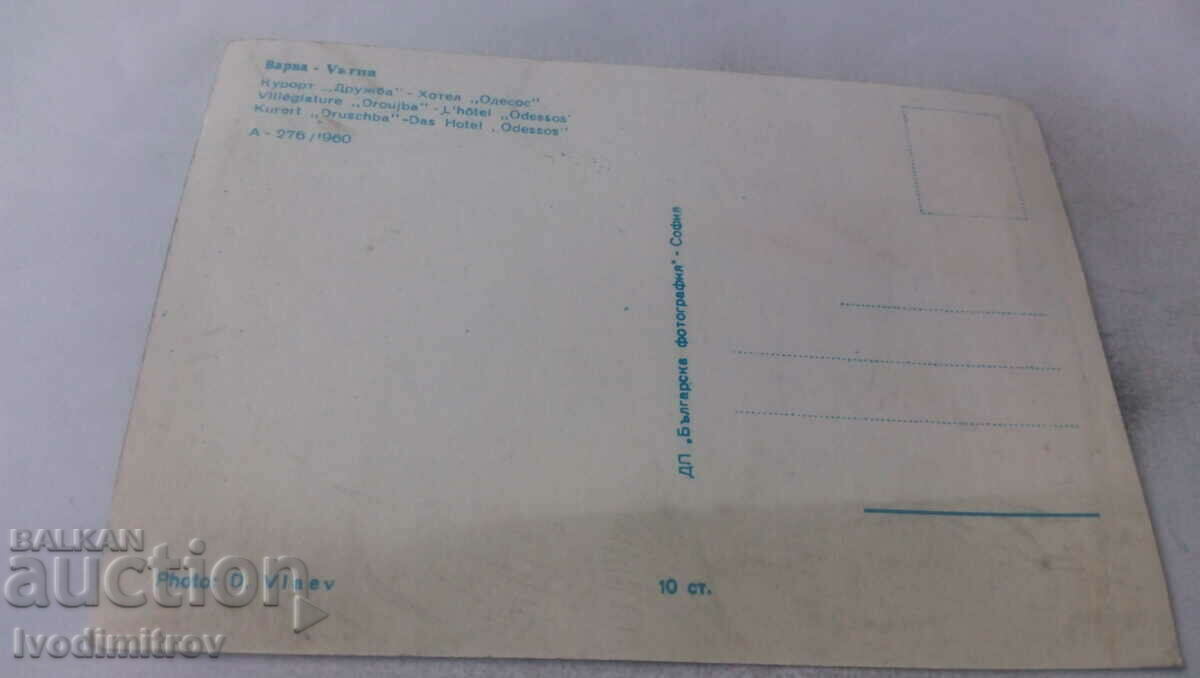 Варна - Varna
Курорт „Дружба" - Хотел „Одесос"
Villégiature „Droujba" - L'hôtel „Odessos"
Kurort „Druschba" - Das Hotel „Odessos"
A - 276 / 1960
ДП „Българска фотография" - София
Photo: D. Vlaev
10 ст.
BALKAN
auction
Ivodimitrov